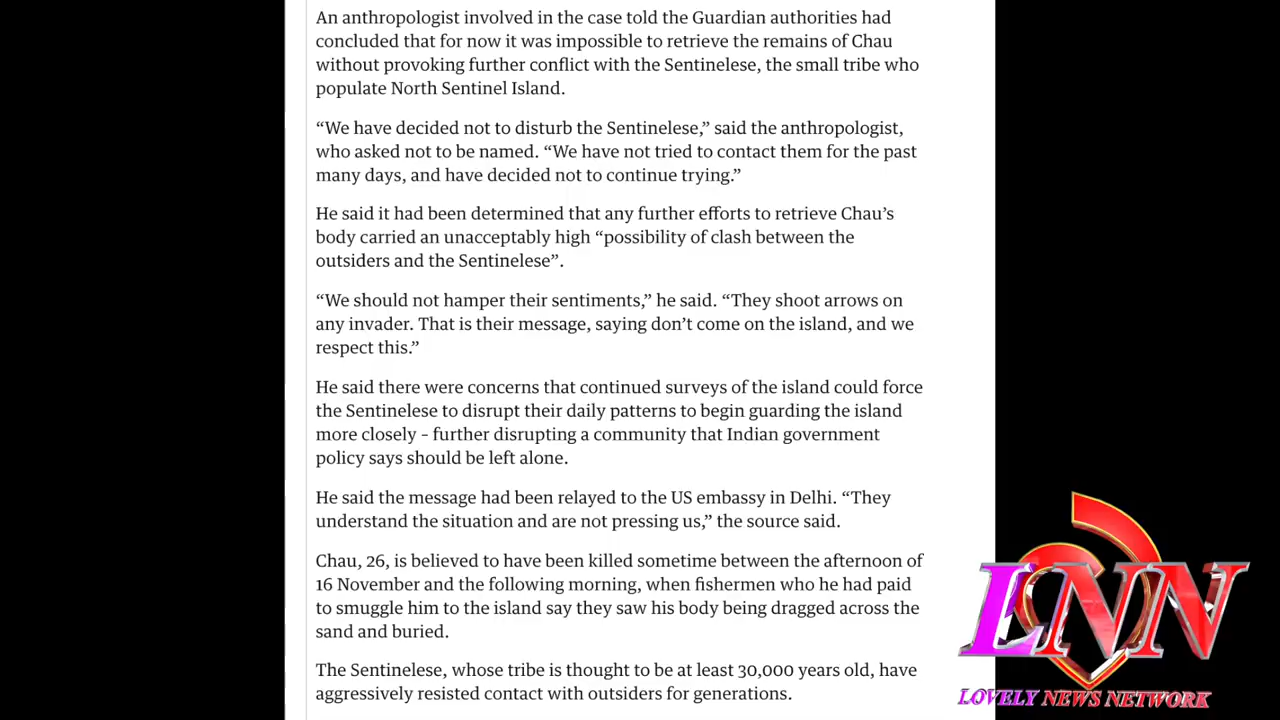 An anthropologist involved in the case told the Guardian authorities had
concluded that for now it was impossible to retrieve the remains of Chau
without provoking further conflict with the Sentinelese, the small tribe who
populate North Sentinel Island.
“We have decided not to disturb the Sentinelese,” said the anthropologist,
who asked not to be named. “We have not tried to contact them for the past
many days, and have decided not to continue trying.”
He said it had been determined that any further efforts to retrieve Chau’s
body carried an unacceptably high “possibility of clash between the
outsiders and the Sentinelese”.
“We should not hamper their sentiments,” he said. “They shoot arrows on
any invader. That is their message, saying don’t come on the island, and we
respect this.”
He said there were concerns that continued surveys of the island could force
the Sentinelese to disrupt their daily patterns to begin guarding the island
more closely – further disrupting a community that Indian government
policy says should be left alone.
He said the message had been relayed to the US embassy in Delhi. “They
understand the situation and are not pressing us,” the source said.
Chau, 26, is believed to have been killed sometime between the afternoon of
16 November and the following morning, when fishermen who he had paid
to smuggle him to the island say they saw his body being dragged across the
sand and buried.
The Sentinelese, whose tribe is thought to be at least 30,000 years old, have
aggressively resisted contact with outsiders for generations.
LNN
LOVELY NEWS NETWORK